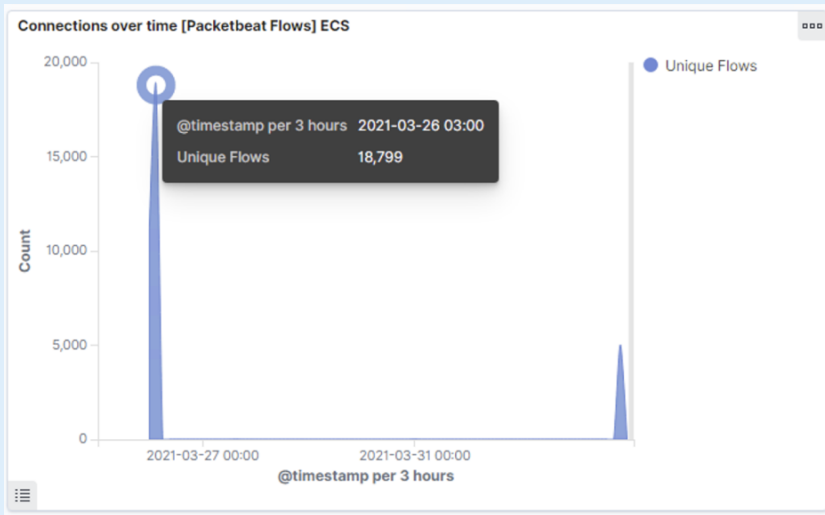 Connections over time [Packetbeat Flows] ECS
20,000
Unique Flows
@timestamp per 3 hours 2021-03-26 03:00
Unique Flows 18,799
15,000
10,000
Count
5,000
0
2021-03-27 00:00 2021-03-31 00:00
@timestamp per 3 hours